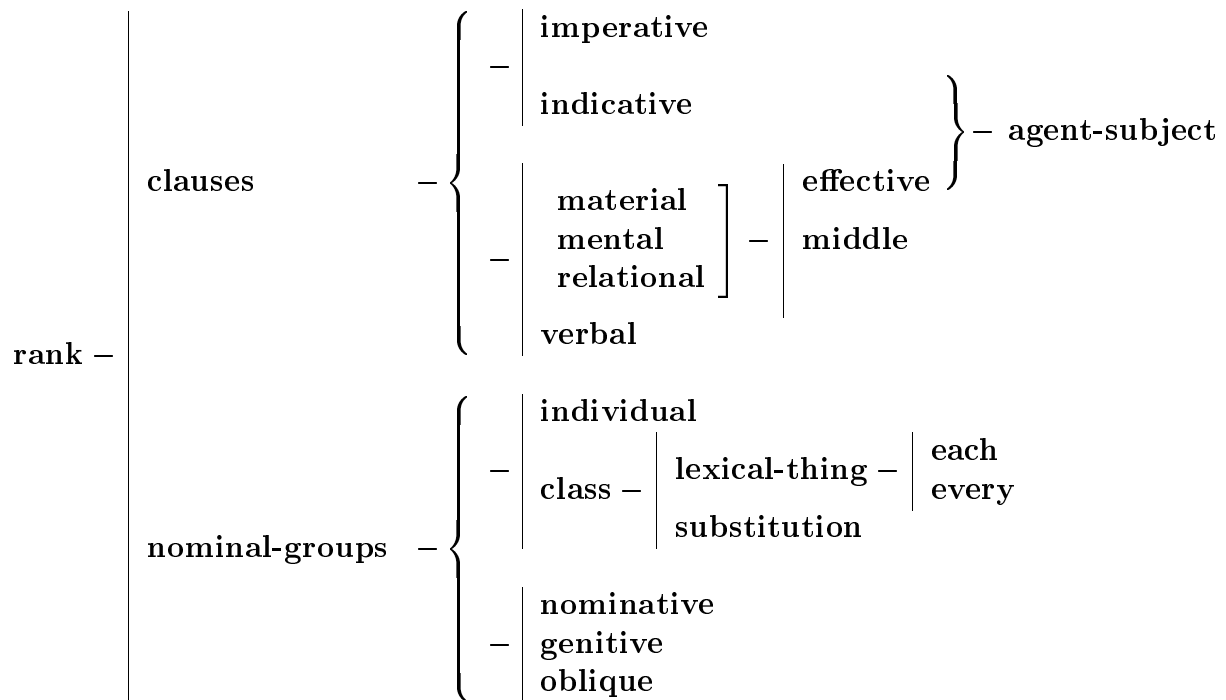 imperative
indicative
agent-subject
clauses –
effective
material
mental –
middle
relational
verbal
rank –
individual
each
lexical-thing –
every
class –
substitution
nominal-groups –
nominative
genitive
oblique